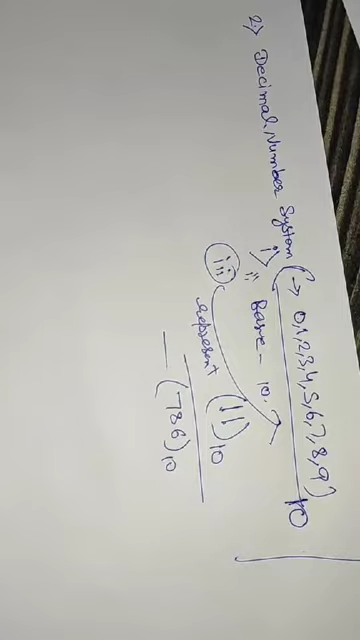 2→ Decimal Number System
i) (→ 0,1,2,3,4,5,6,7,8,9)
10
ii Base - 10.
iii represent (11)10
— (786)10